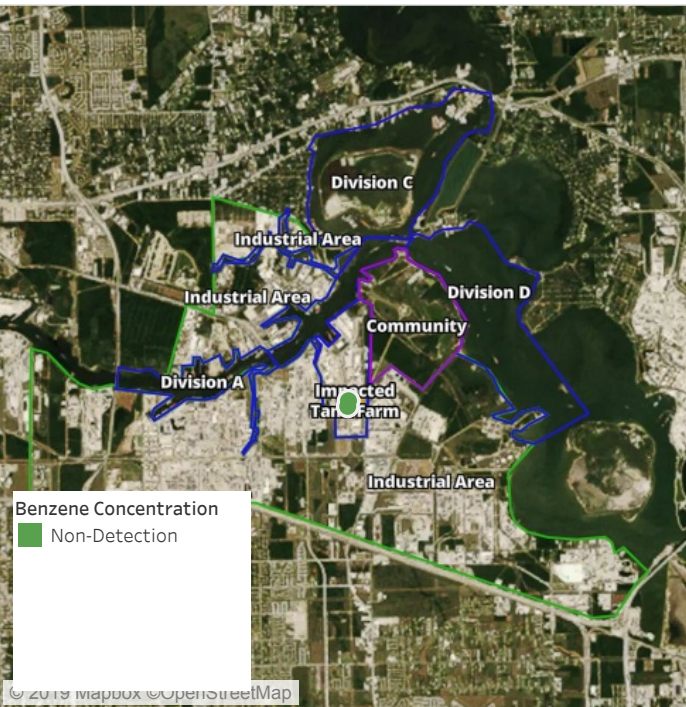 Division C
Industrial Area
Industrial Area
Division D
Community
Division A
Impacted
Tank Farm
Industrial Area
Benzene Concentration
Non-Detection
© 2019 Mapbox ©OpenStreetMap